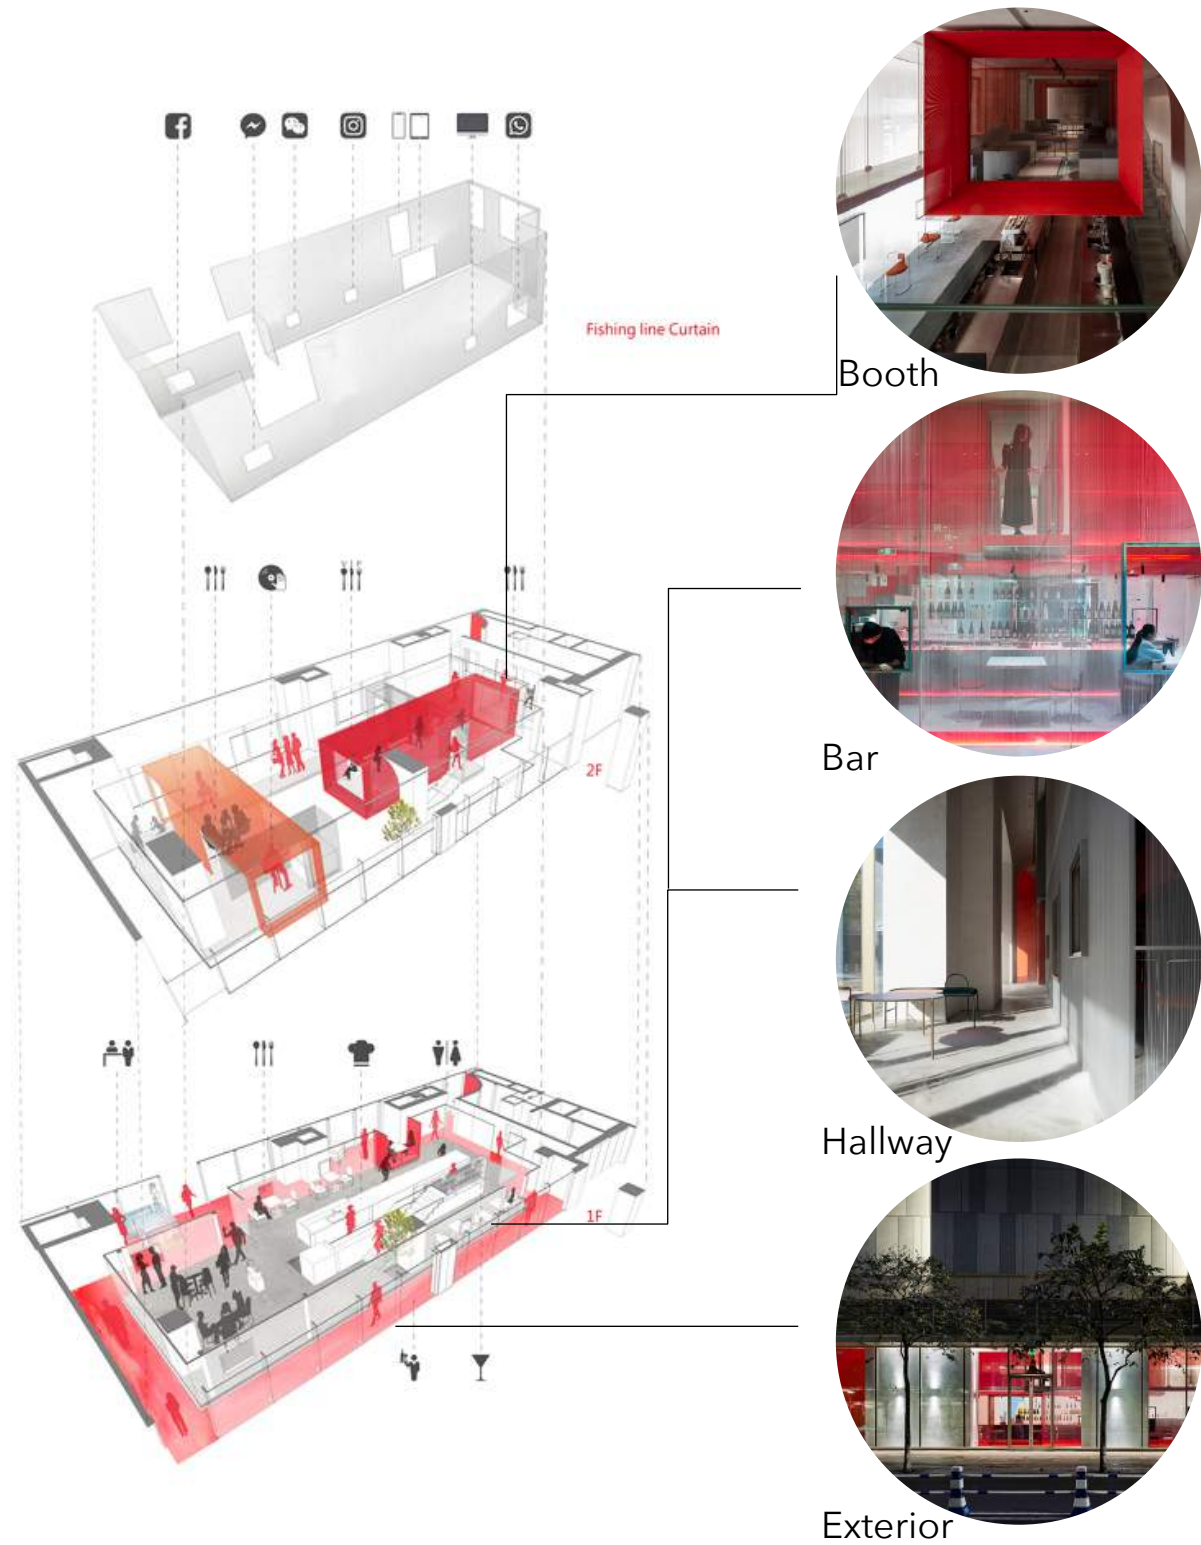 Fishing line Curtain
Booth
Bar
2F
Hallway
1F
Exterior